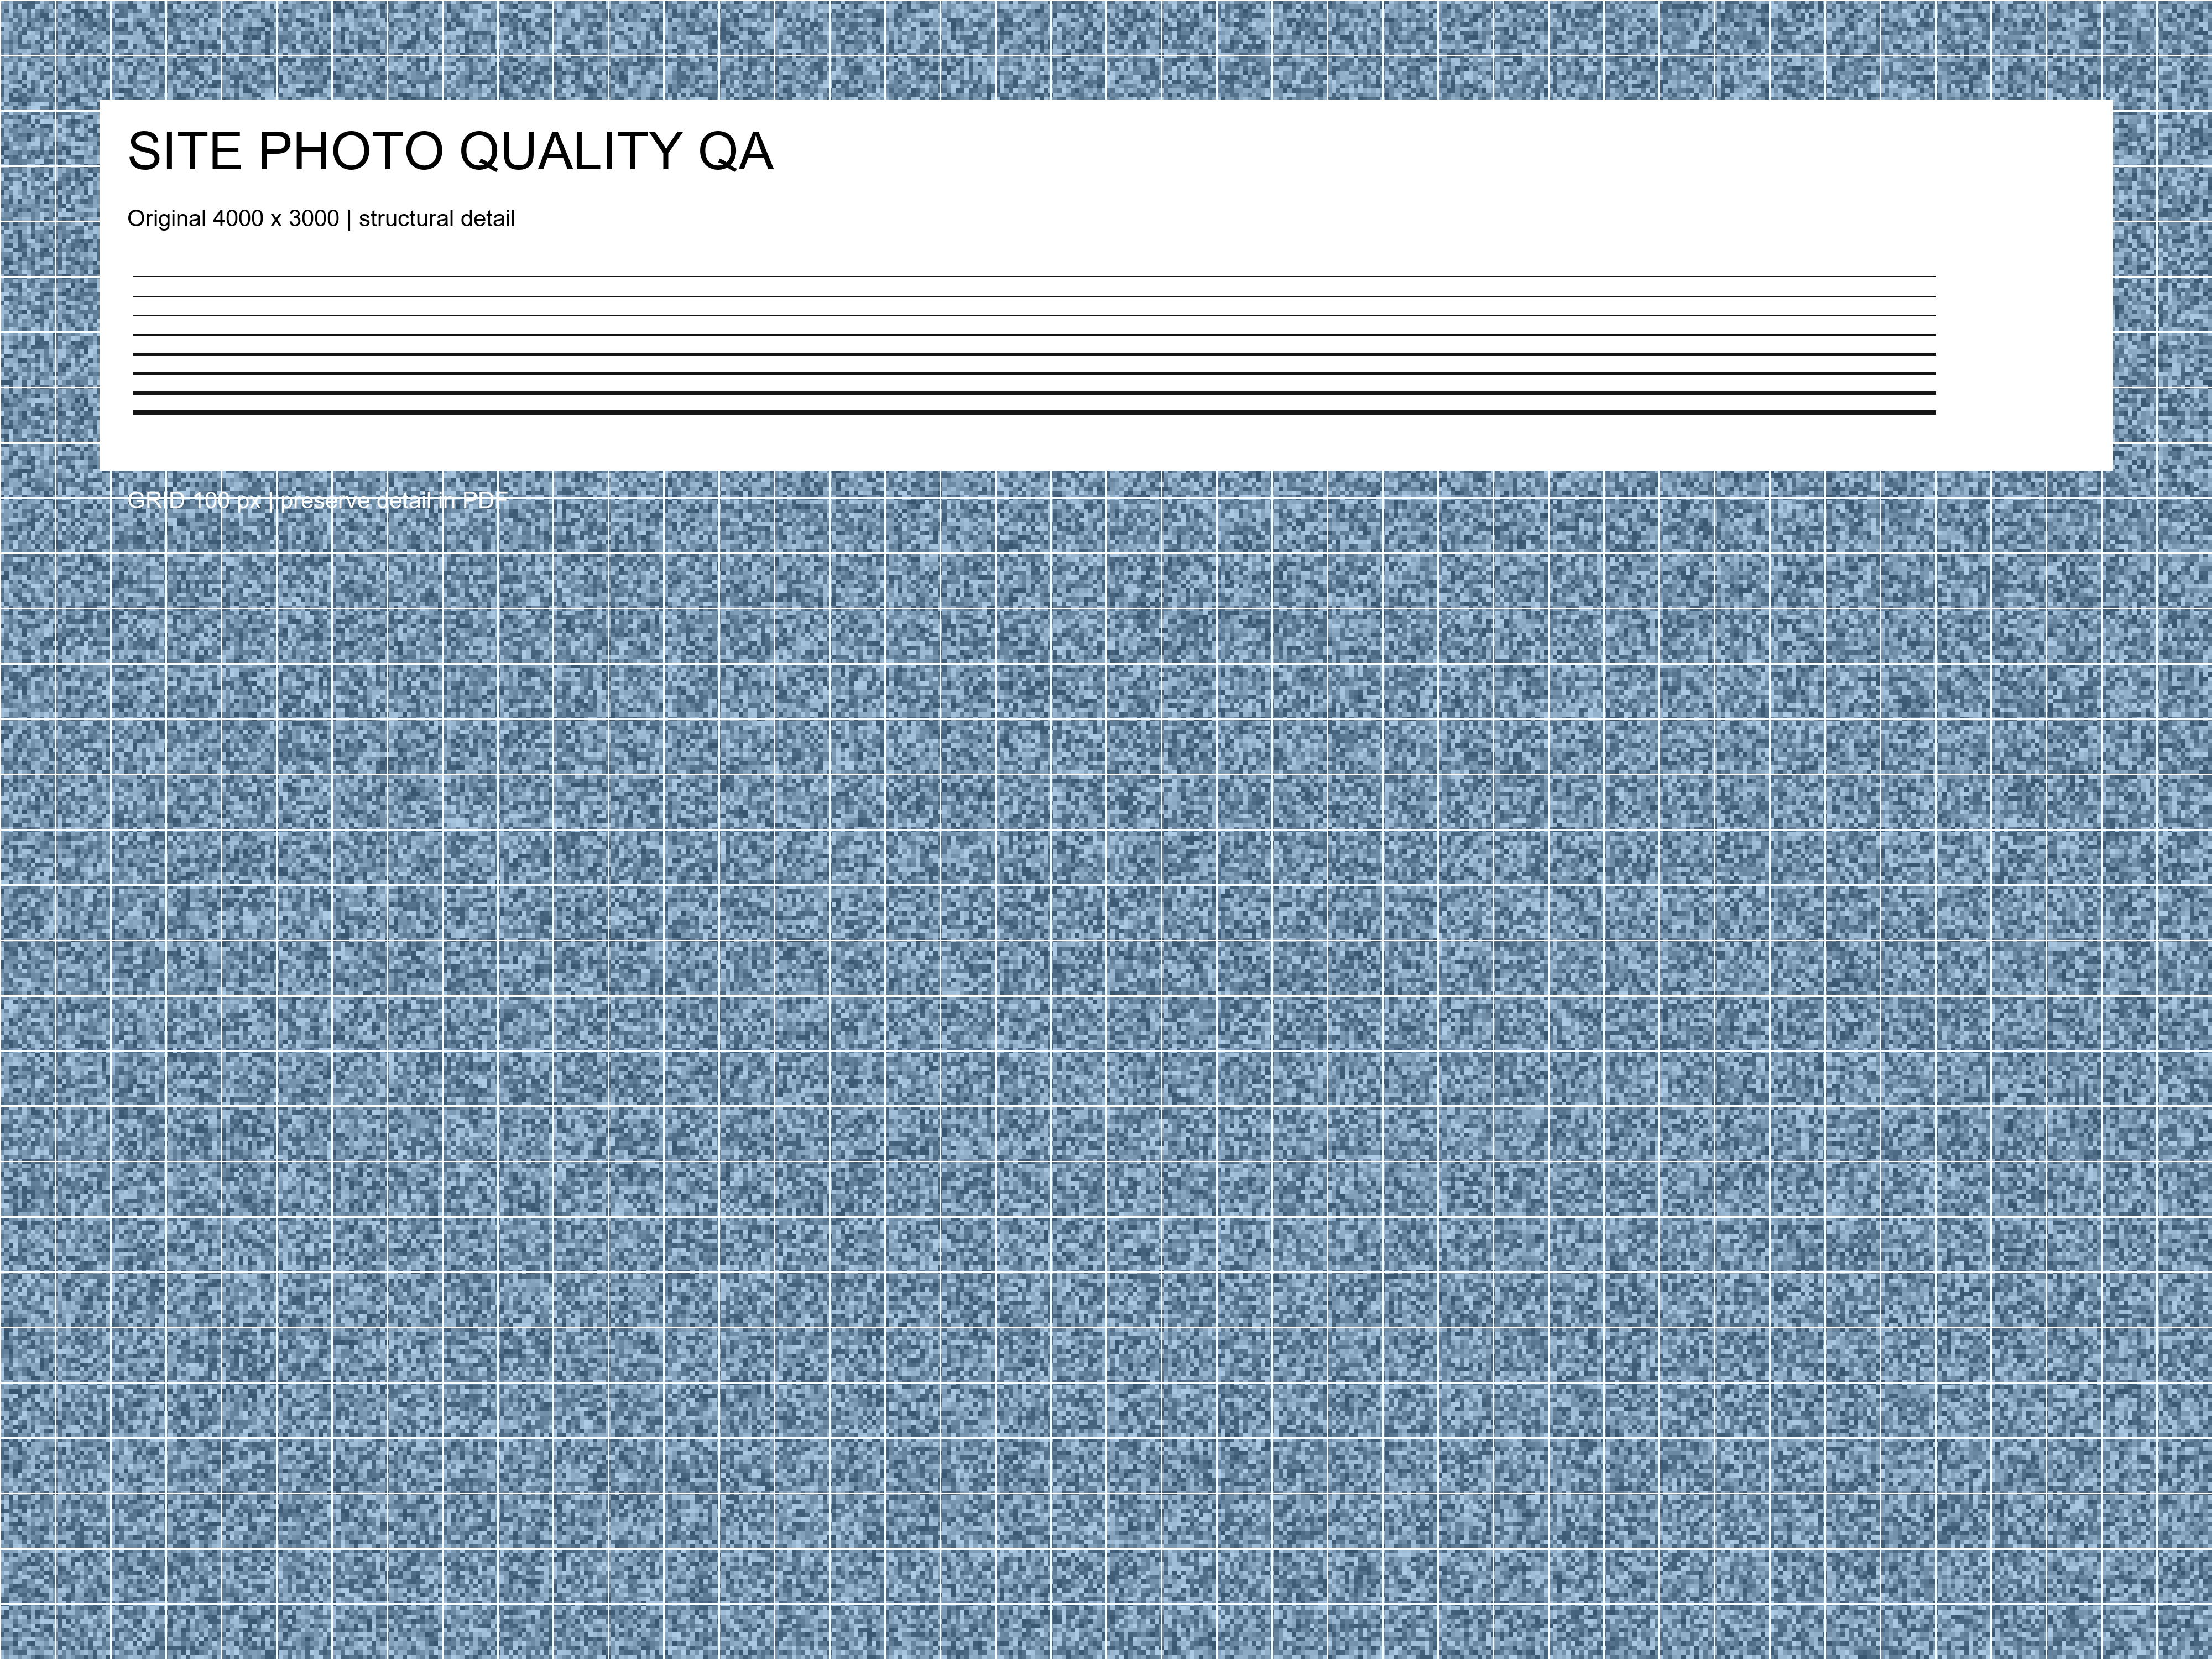 SITE PHOTO QUALITY QA
Original 4000 x 3000 | structural detail
GRID 100 px | preserve detail in PDF